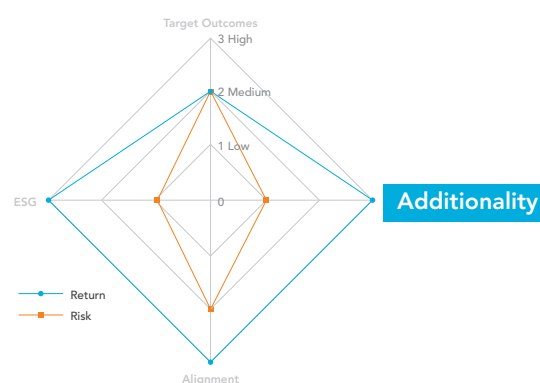 Target Outcomes
3 High
2 Medium
1 Low
ESG
0
Additionality
Return
Risk
Alignment